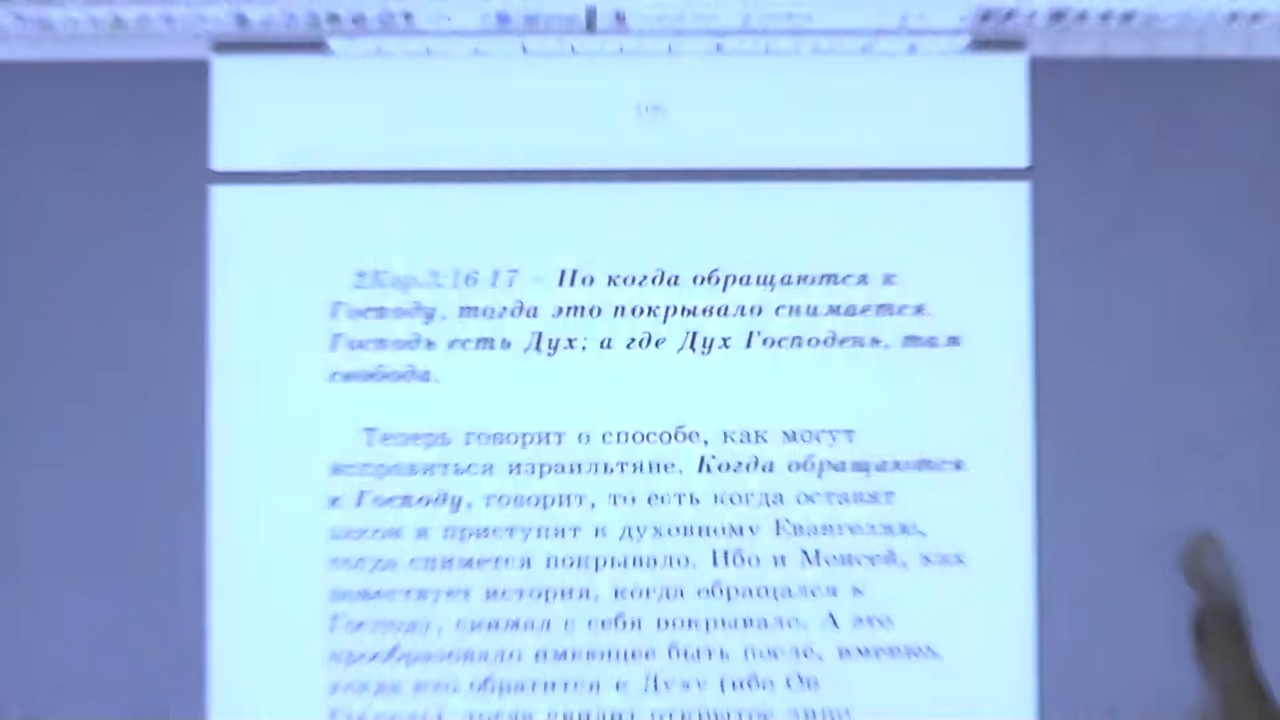 2Кор.3:16-17 – Но когда обращаются к
Господу, тогда это покрывало снимается.
Господь есть Дух; а где Дух Господень, там
свобода.
Теперь говорит о способе, как могут
исправиться израильтяне. Когда обращаются
к Господу, говорит, то есть когда оставят
закон и приступят к духовному Евангелию,
тогда снимется покрывало. Ибо и Моисей, как
повествует история, когда обращался к
Господу, снимал с себя покрывало. А это
преобразовало имеющее быть после, именно,
когда кто обратится к Духу (ибо Он